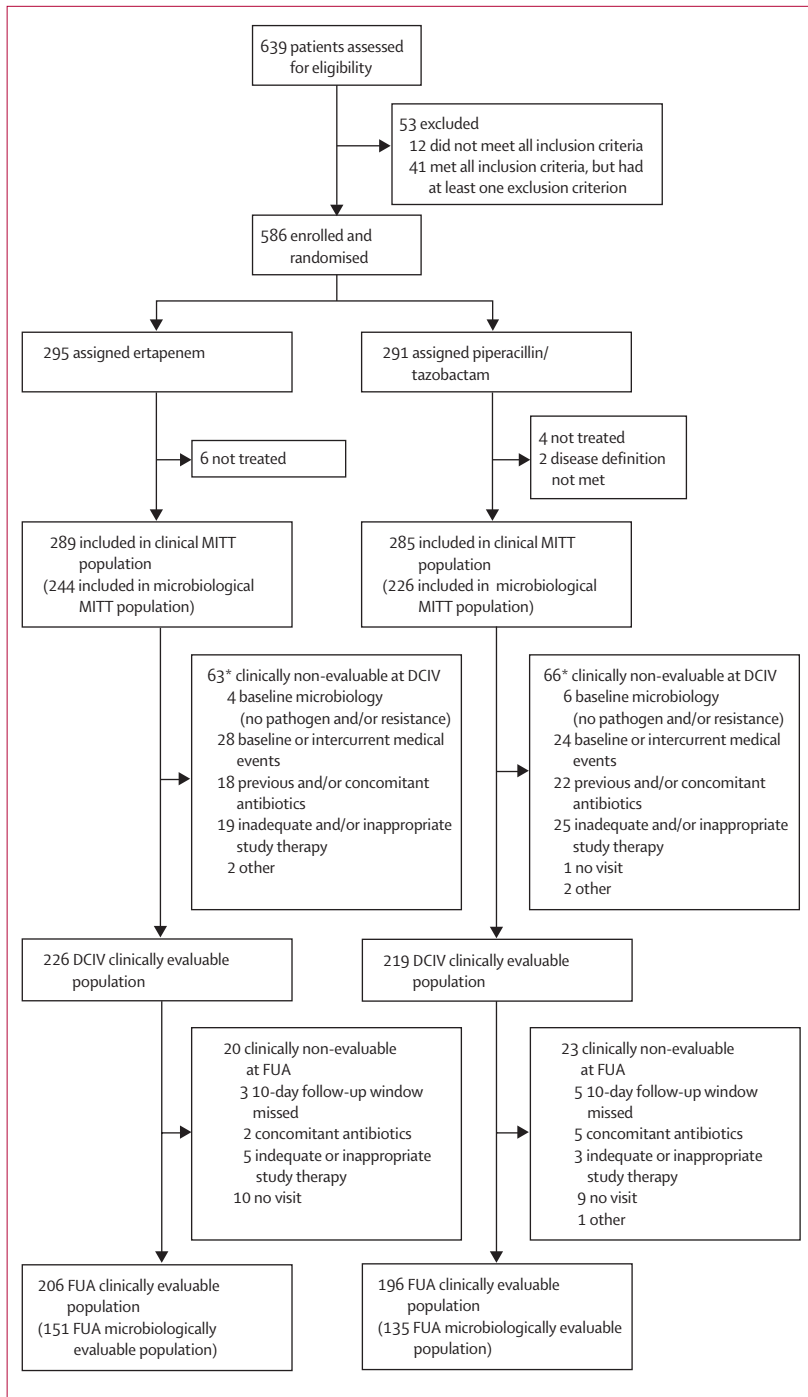 639 patients assessed
for eligibility
53 excluded
12 did not meet all inclusion criteria
41 met all inclusion criteria, but had
at least one exclusion criterion
586 enrolled and
randomised
295 assigned ertapenem
291 assigned piperacillin/
tazobactam
6 not treated
4 not treated
2 disease definition
not met
289 included in clinical MITT
population
(244 included in microbiological
MITT population)
285 included in clinical MITT
population
(226 included in microbiological
MITT population)
63* clinically non-evaluable at DCIV
4 baseline microbiology
(no pathogen and/or resistance)
28 baseline or intercurrent medical
events
18 previous and/or concomitant
antibiotics
19 inadequate and/or inappropriate
study therapy
2 other
66* clinically non-evaluable at DCIV
6 baseline microbiology
(no pathogen and/or resistance)
24 baseline or intercurrent medical
events
22 previous and/or concomitant
antibiotics
25 inadequate and/or inappropriate
study therapy
1 no visit
2 other
226 DCIV clinically evaluable
population
219 DCIV clinically evaluable
population
20 clinically non-evaluable
at FUA
3 10-day follow-up window
missed
2 concomitant antibiotics
5 indequate or inappropriate
study therapy
10 no visit
23 clinically non-evaluable
at FUA
5 10-day follow-up window
missed
5 concomitant antibiotics
3 indequate or inappropriate
study therapy
9 no visit
1 other
206 FUA clinically evaluable
population
(151 FUA microbiologically
evaluable population)
196 FUA clinically evaluable
population
(135 FUA microbiologically evaluable
population)